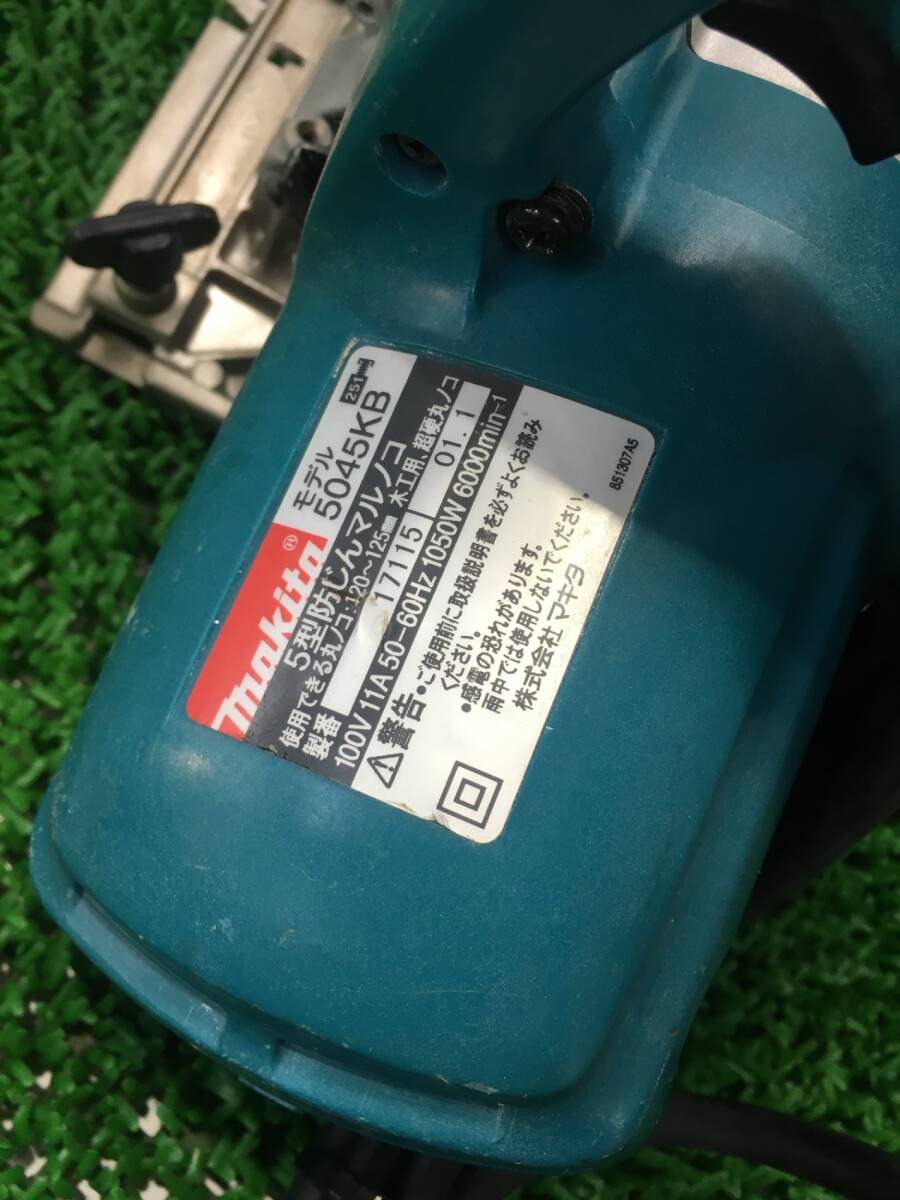 makita®
モデル 251
5045KB
5型防じんマルノコ
使用できる丸ノコ:120~125㎜ 木工用、超硬丸ノコ
製番 17115 01.1
100V 11A 50-60Hz 1050W 6000min-1
警告
•ご使用前に取扱説明書を必ずよくお読み
ください。
•感電の恐れがあります。
雨中では使用しないでください。
株式会社 マキタ
851307A5